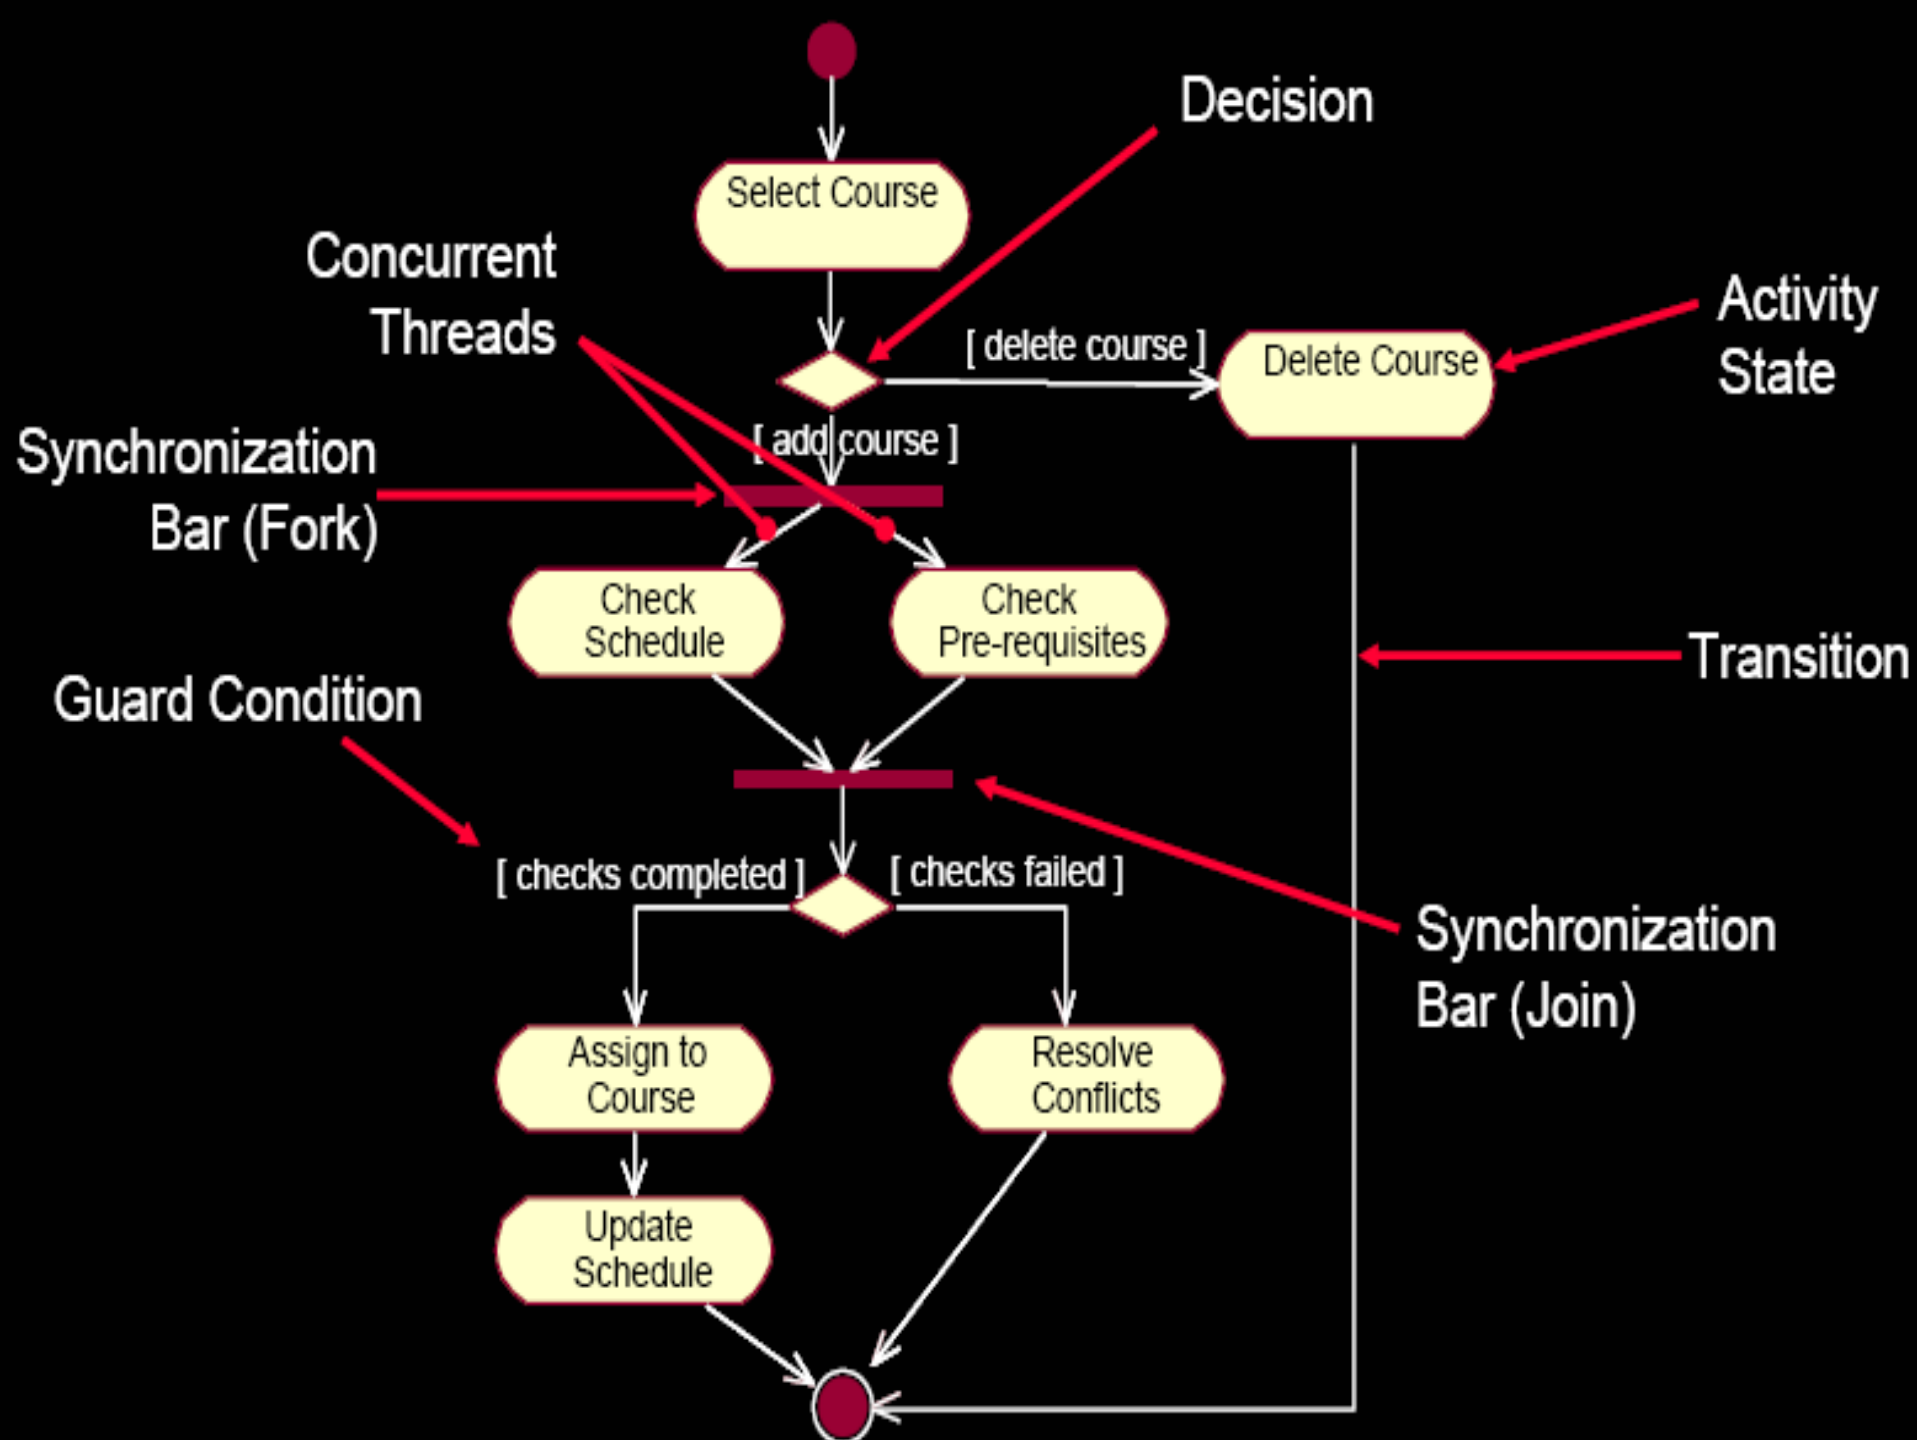 Decision
Select Course
Concurrent
Threads
Activity
State
[ delete course ]
Delete Course
[ add course ]
Synchronization
Bar (Fork)
Check
Schedule
Check
Pre-requisites
Transition
Guard Condition
[ checks completed ]
[ checks failed ]
Synchronization
Bar (Join)
Assign to
Course
Resolve
Conflicts
Update
Schedule